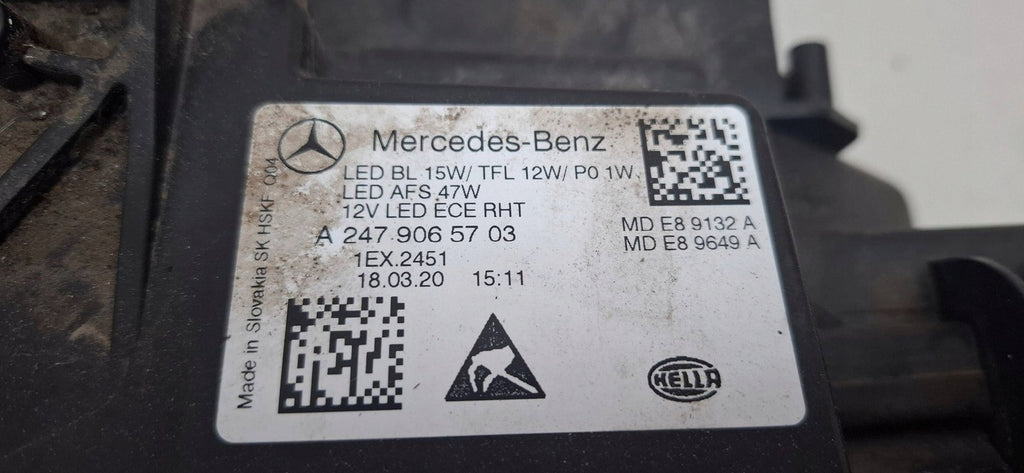 Mercedes-Benz
LED BL 15W/ TFL 12W/ PO 1W
LED AFS 47W
12V LED ECE RHT
A 247 906 57 03
1EX.2451
18.03.20 15:11
MD E8 9132 A
MD E8 9649 A
Made in Slovakia SK HSKF Q04
HELLA